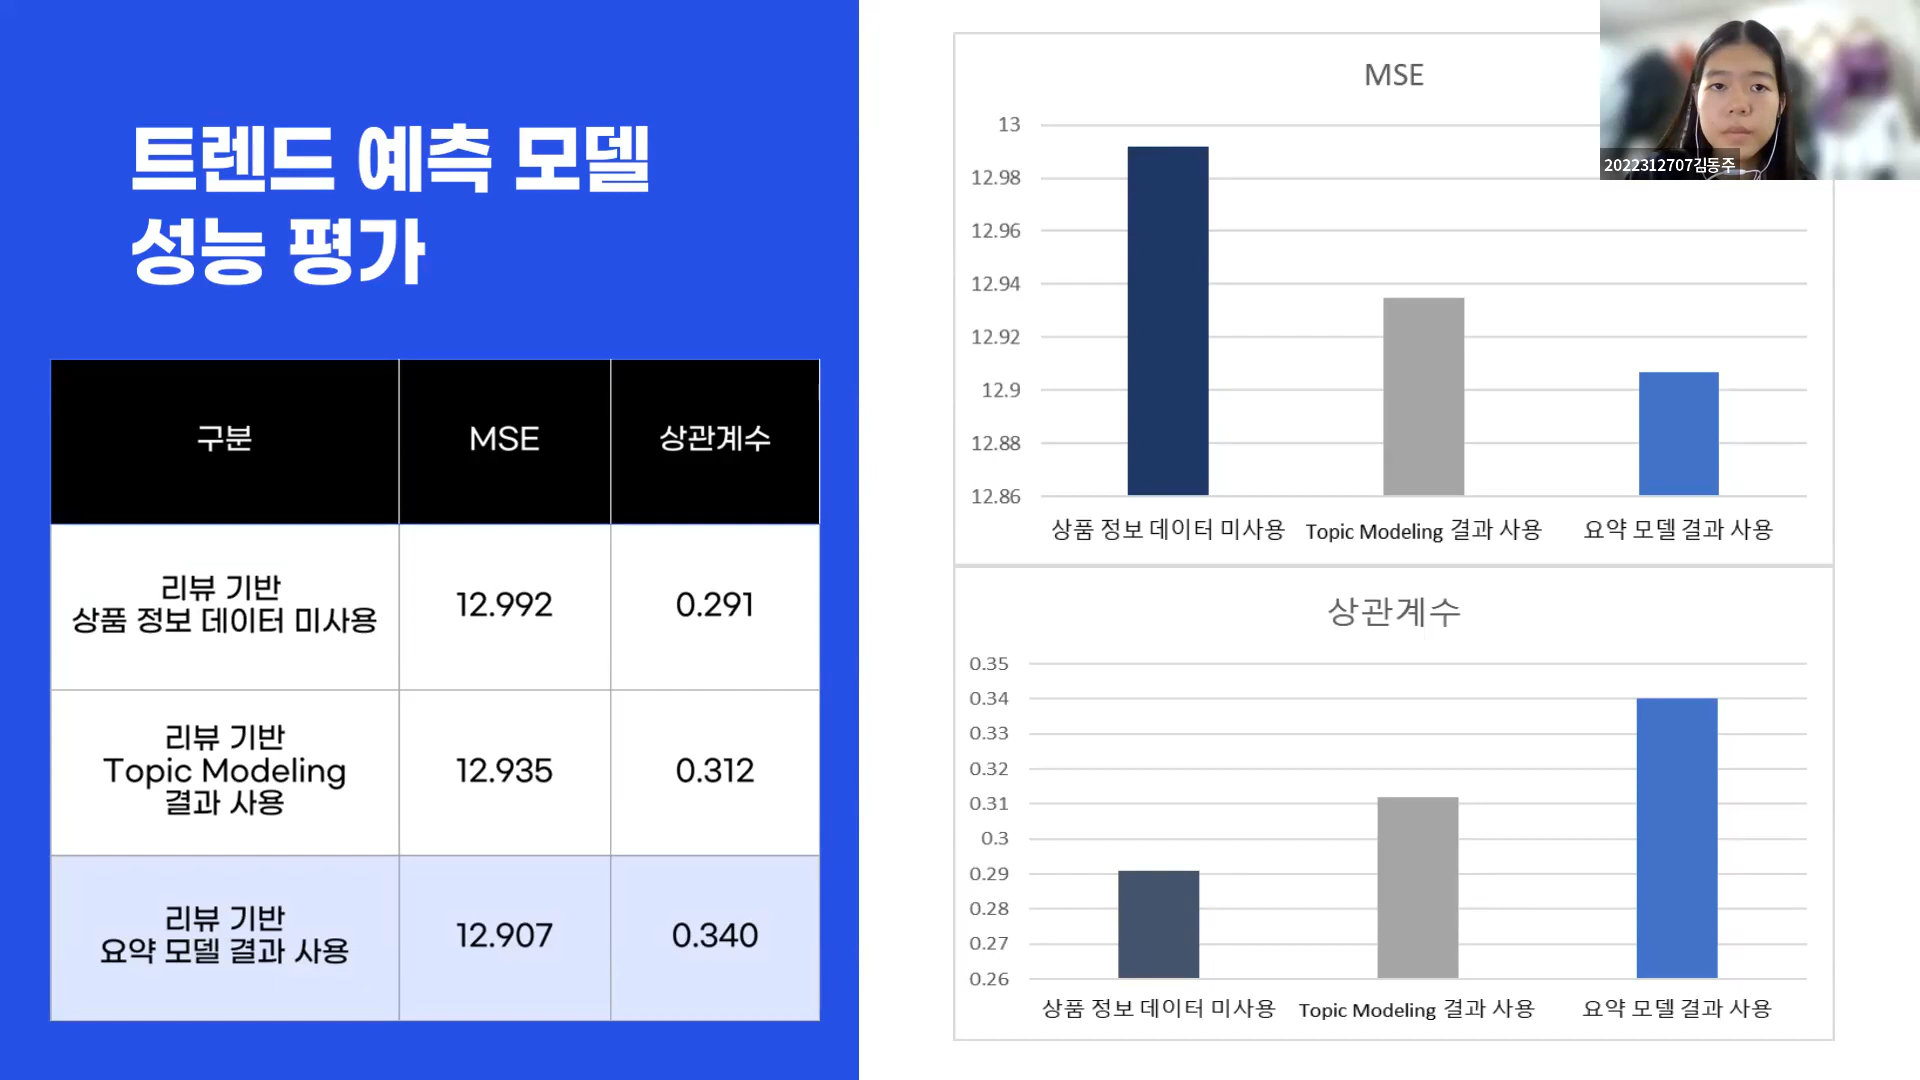 트렌드 예측 모델
성능 평가
구분 MSE 상관계수
리뷰 기반
상품 정보 데이터 미사용 12.992 0.291
리뷰 기반
Topic Modeling
결과 사용 12.935 0.312
리뷰 기반
요약 모델 결과 사용 12.907 0.340
MSE
13
12.98
12.96
12.94
12.92
12.9
12.88
12.86
상품 정보 데이터 미사용 Topic Modeling 결과 사용 요약 모델 결과 사용
상관계수
0.35
0.34
0.33
0.32
0.31
0.3
0.29
0.28
0.27
0.26
상품 정보 데이터 미사용 Topic Modeling 결과 사용 요약 모델 결과 사용
2022312707김동주